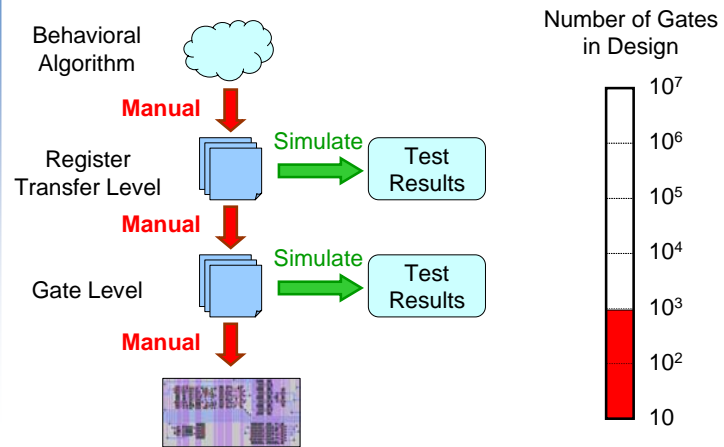 Behavioral
Algorithm
Manual
Register
Transfer Level
Simulate
Test
Results
Manual
Gate Level
Simulate
Test
Results
Manual
Number of Gates
in Design
10⁷
10⁶
10⁵
10⁴
10³
10²
10